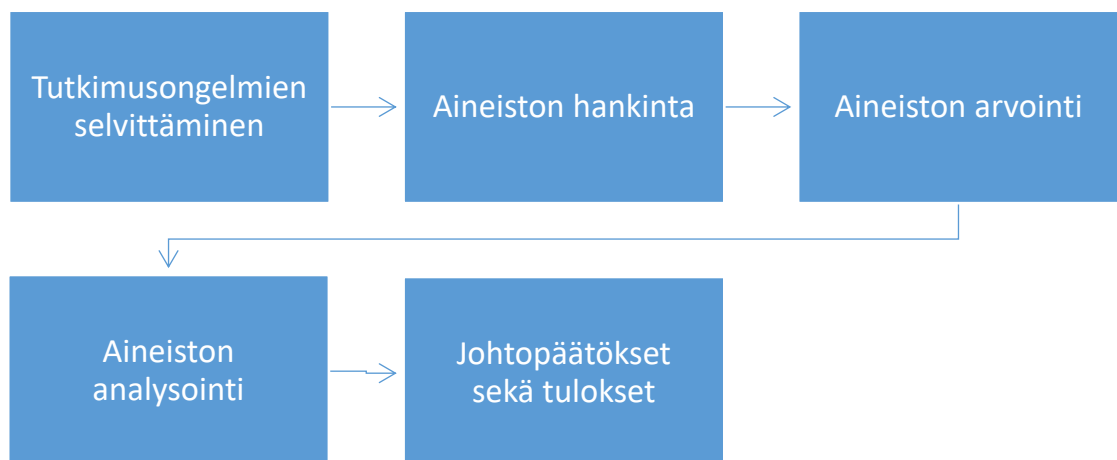 Tutkimusongelmien
selvittäminen
Aineiston hankinta
Aineiston arvointi
Aineiston
analysointi
Johtopäätökset
sekä tulokset